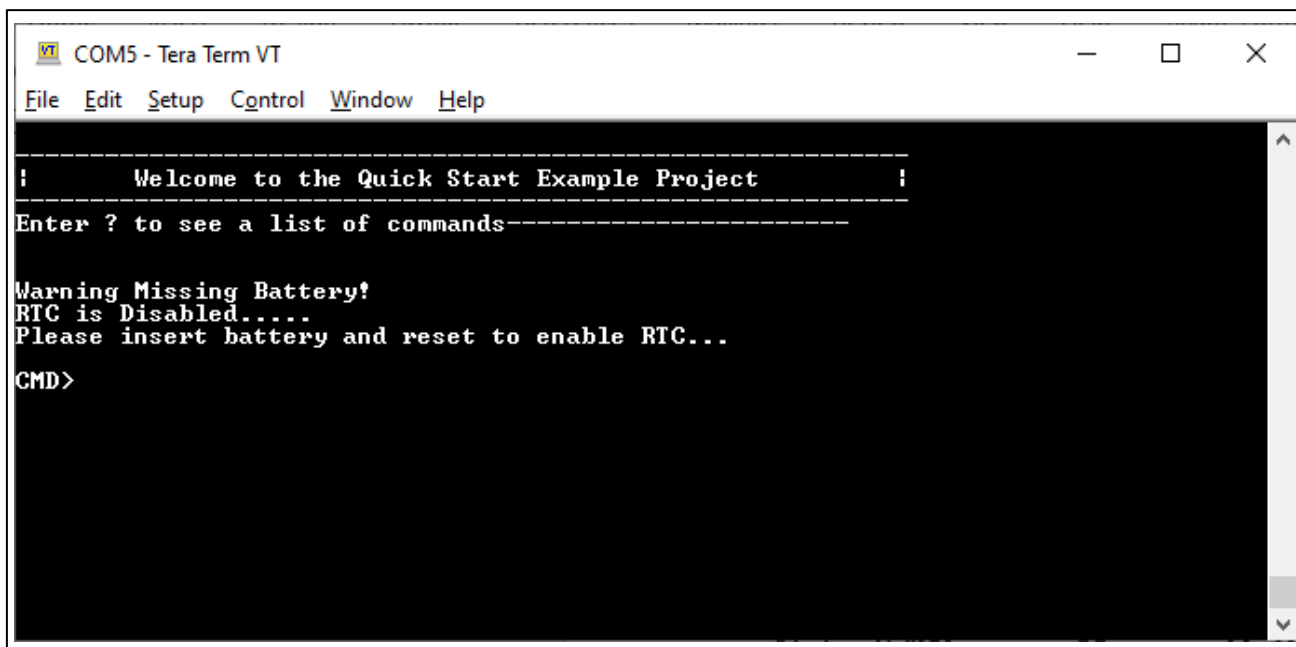 COM5 - Tera Term VT
File Edit Setup Control Window Help
------------------------------------------------------------
¦       Welcome to the Quick Start Example Project         ¦
------------------------------------------------------------
Enter ? to see a list of commands-----------------------
Warning Missing Battery!
RTC is Disabled.....
Please insert battery and reset to enable RTC...
CMD>